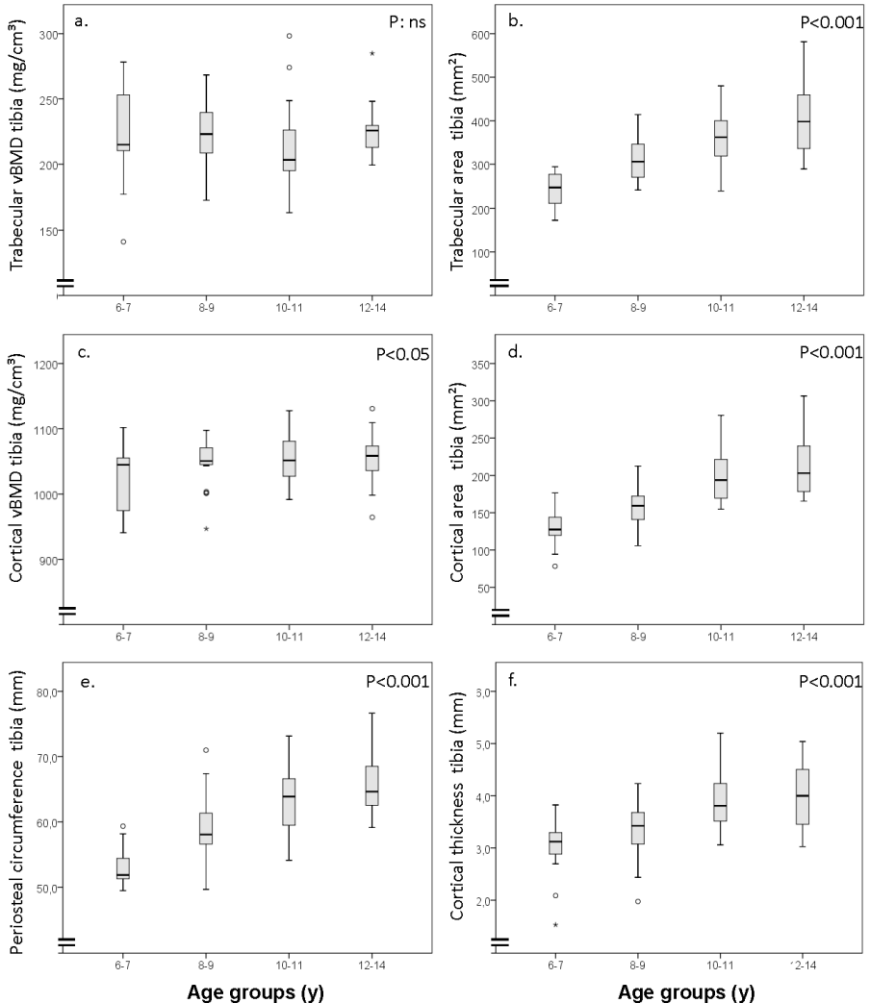 a.
P: ns
Trabecular vBMD tibia (mg/cm³)
300
250
200
150
6-7
8-9
10-11
12-14
b.
P<0.001
Trabecular area tibia (mm²)
600
500
400
300
200
100
6-7
8-9
10-11
12-14
c.
P<0.05
Cortical vBMD tibia (mg/cm³)
1200
1100
1000
900
6-7
8-9
10-11
12-14
d.
P<0.001
Cortical area tibia (mm²)
350
300
250
200
150
100
50
6-7
8-9
10-11
12-14
e.
P<0.001
Periosteal circumference tibia (mm)
80,0
70,0
60,0
50,0
6-7
8-9
10-11
12-14
Age groups (y)
f.
P<0.001
Cortical thickness tibia (mm)
6,0
5,0
4,0
3,0
2,0
6-7
8-9
10-11
12-14
Age groups (y)